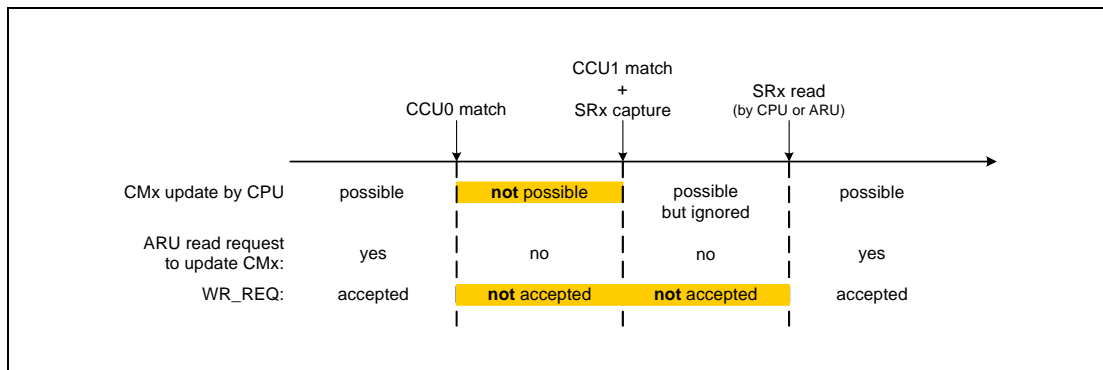 CCU1 match
+
SRx capture
SRx read
(by CPU or ARU)
CCU0 match
CMx update by CPU
possible
not possible
possible
but ignored
possible
ARU read request
to update CMx:
yes
no
no
yes
WR_REQ:
accepted
not accepted
not accepted
accepted